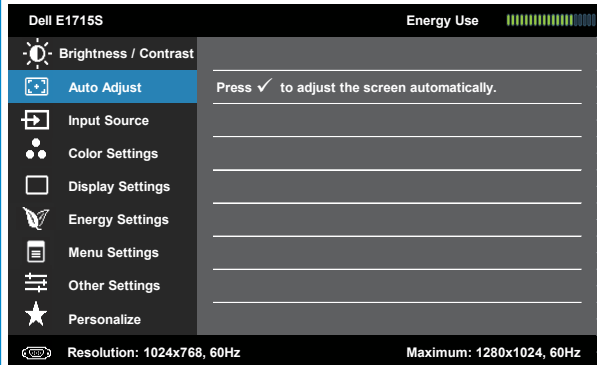 Dell E1715S Energy Use
Brightness / Contrast
Auto Adjust Press ✓ to adjust the screen automatically.
Input Source
Color Settings
Display Settings
Energy Settings
Menu Settings
Other Settings
Personalize
Resolution: 1024x768, 60Hz Maximum: 1280x1024, 60Hz